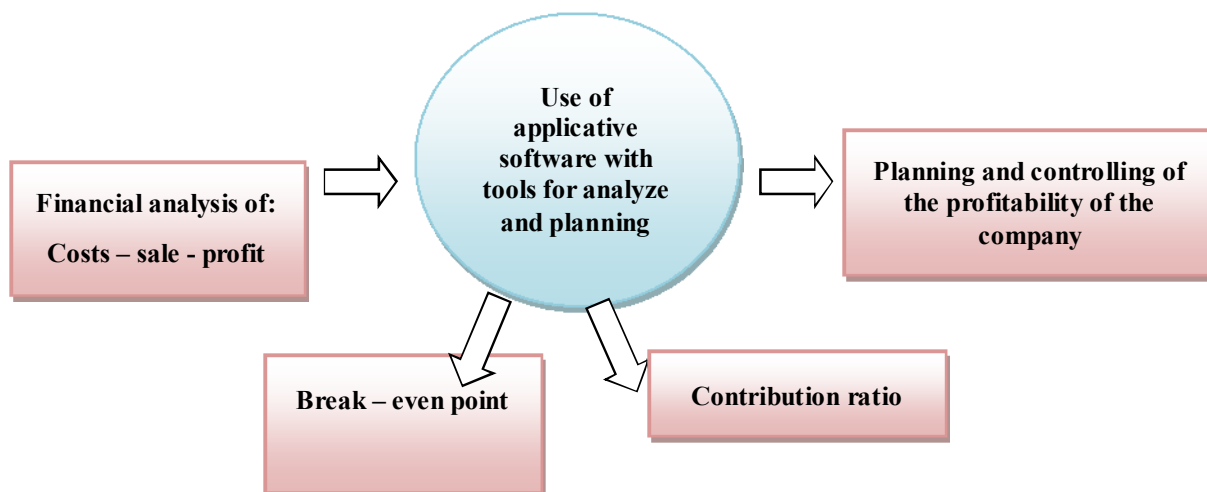 Use of
applicative
software with
tools for analyze
and planning
Financial analysis of:
Costs – sale - profit
Planning and controlling of
the profitability of the
company
Break – even point
Contribution ratio